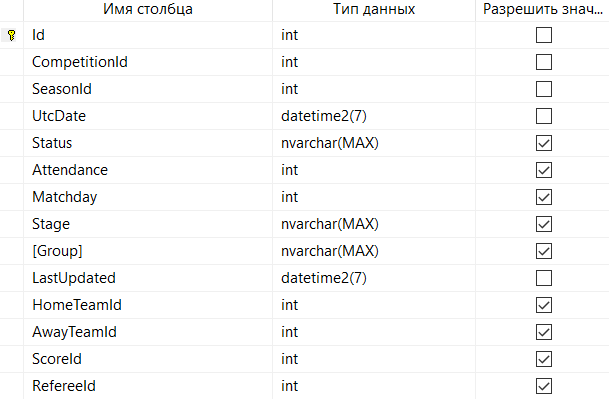 Имя столбца Тип данных Разрешить знач...
Id int
CompetitionId int
SeasonId int
UtcDate datetime2(7)
Status nvarchar(MAX)
Attendance int
Matchday int
Stage nvarchar(MAX)
[Group] nvarchar(MAX)
LastUpdated datetime2(7)
HomeTeamId int
AwayTeamId int
ScoreId int
RefereeId int